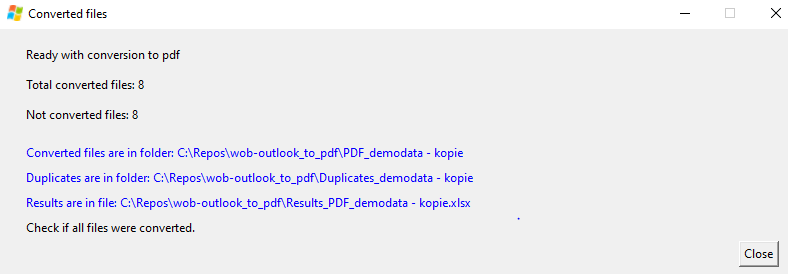 Converted files
Ready with conversion to pdf
Total converted files: 8
Not converted files: 8
Converted files are in folder: C:\Repos\wob-outlook_to_pdf\PDF_demodata - kopie
Duplicates are in folder: C:\Repos\wob-outlook_to_pdf\Duplicates_demodata - kopie
Results are in file: C:\Repos\wob-outlook_to_pdf\Results_PDF_demodata - kopie.xlsx
Check if all files were converted.
Close